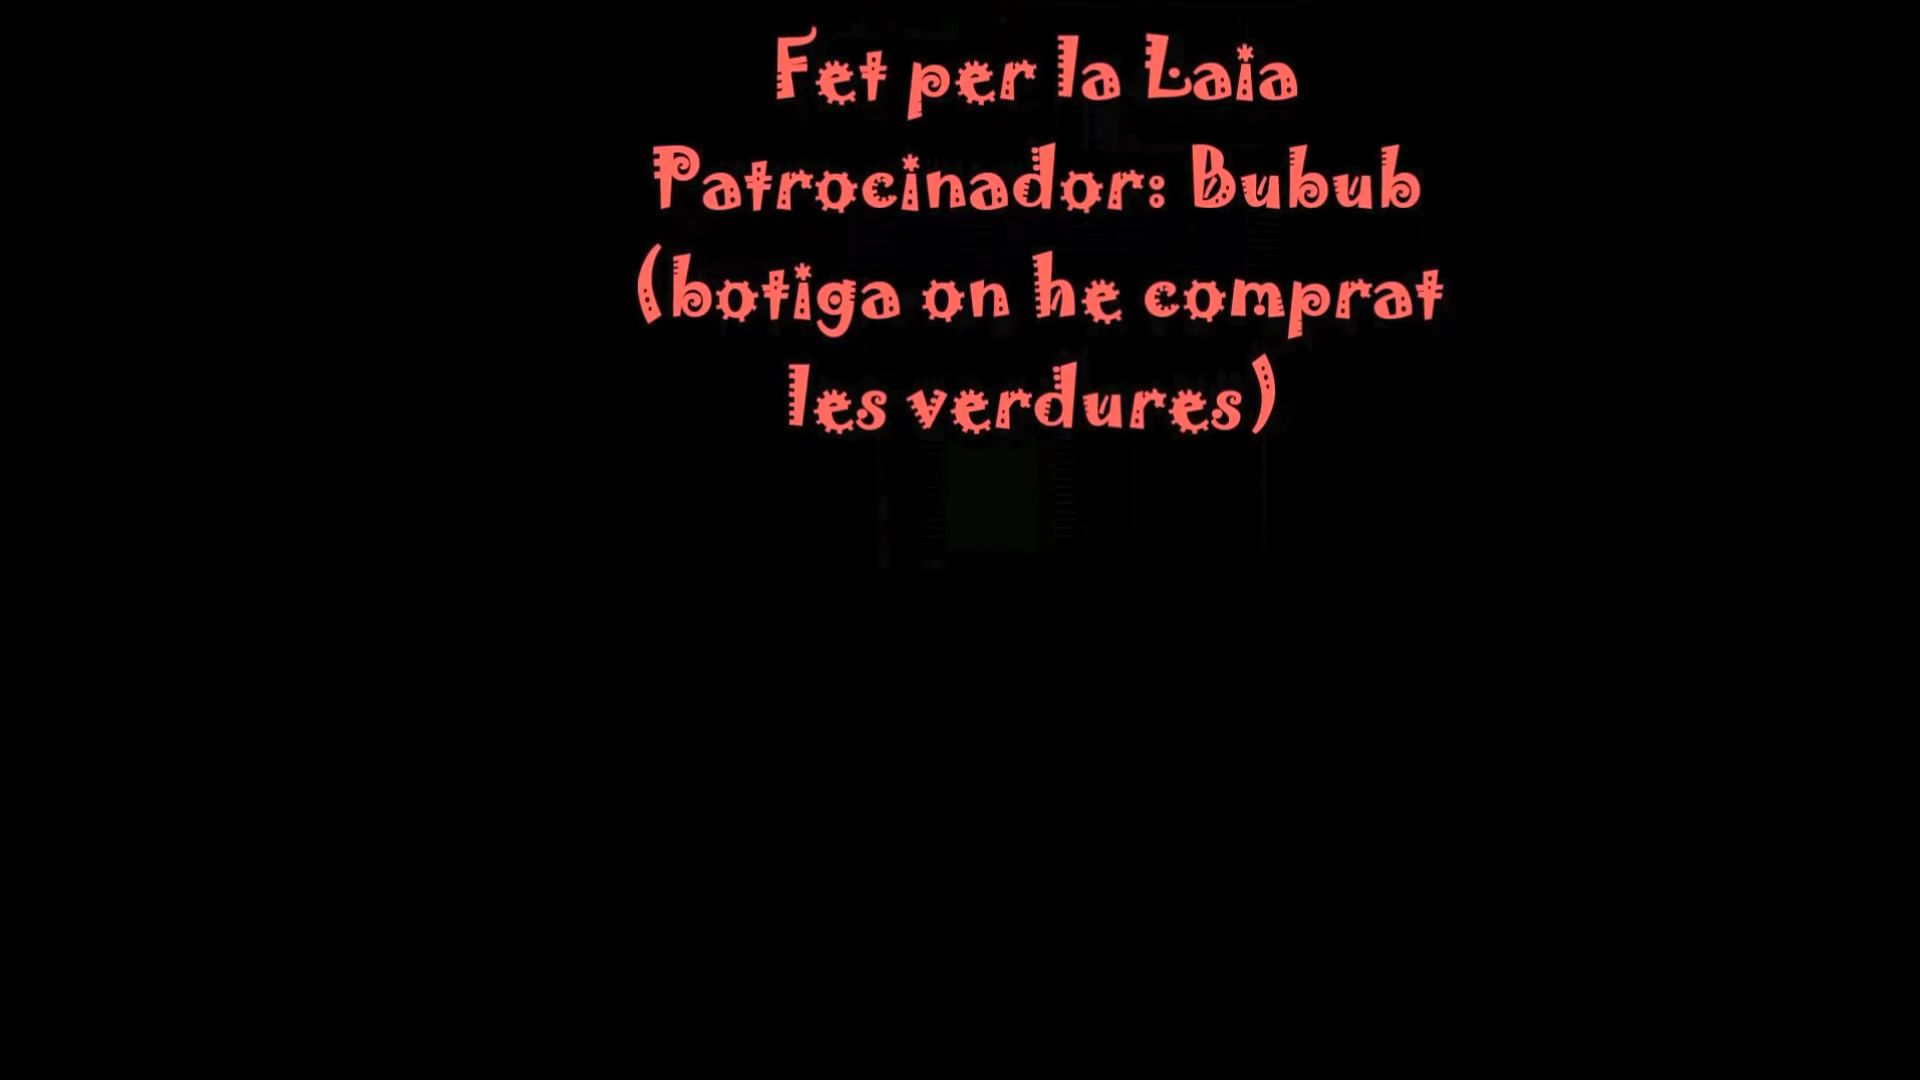 Fet per la Laia
Patrocinador: Bubub
(botiga on he comprat
les verdures)